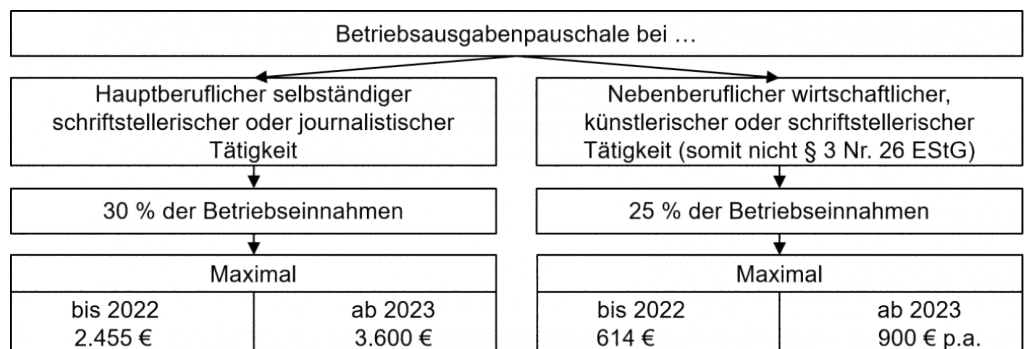 Betriebsausgabenpauschale bei …
Hauptberuflicher selbständiger
schriftstellerischer oder journalistischer
Tätigkeit
30 % der Betriebseinnahmen
Maximal
bis 2022 ab 2023
2.455 € 3.600 €
Nebenberuflicher wirtschaftlicher,
künstlerischer oder schriftstellerischer
Tätigkeit (somit nicht § 3 Nr. 26 EStG)
25 % der Betriebseinnahmen
Maximal
bis 2022 ab 2023
614 € 900 € p.a.